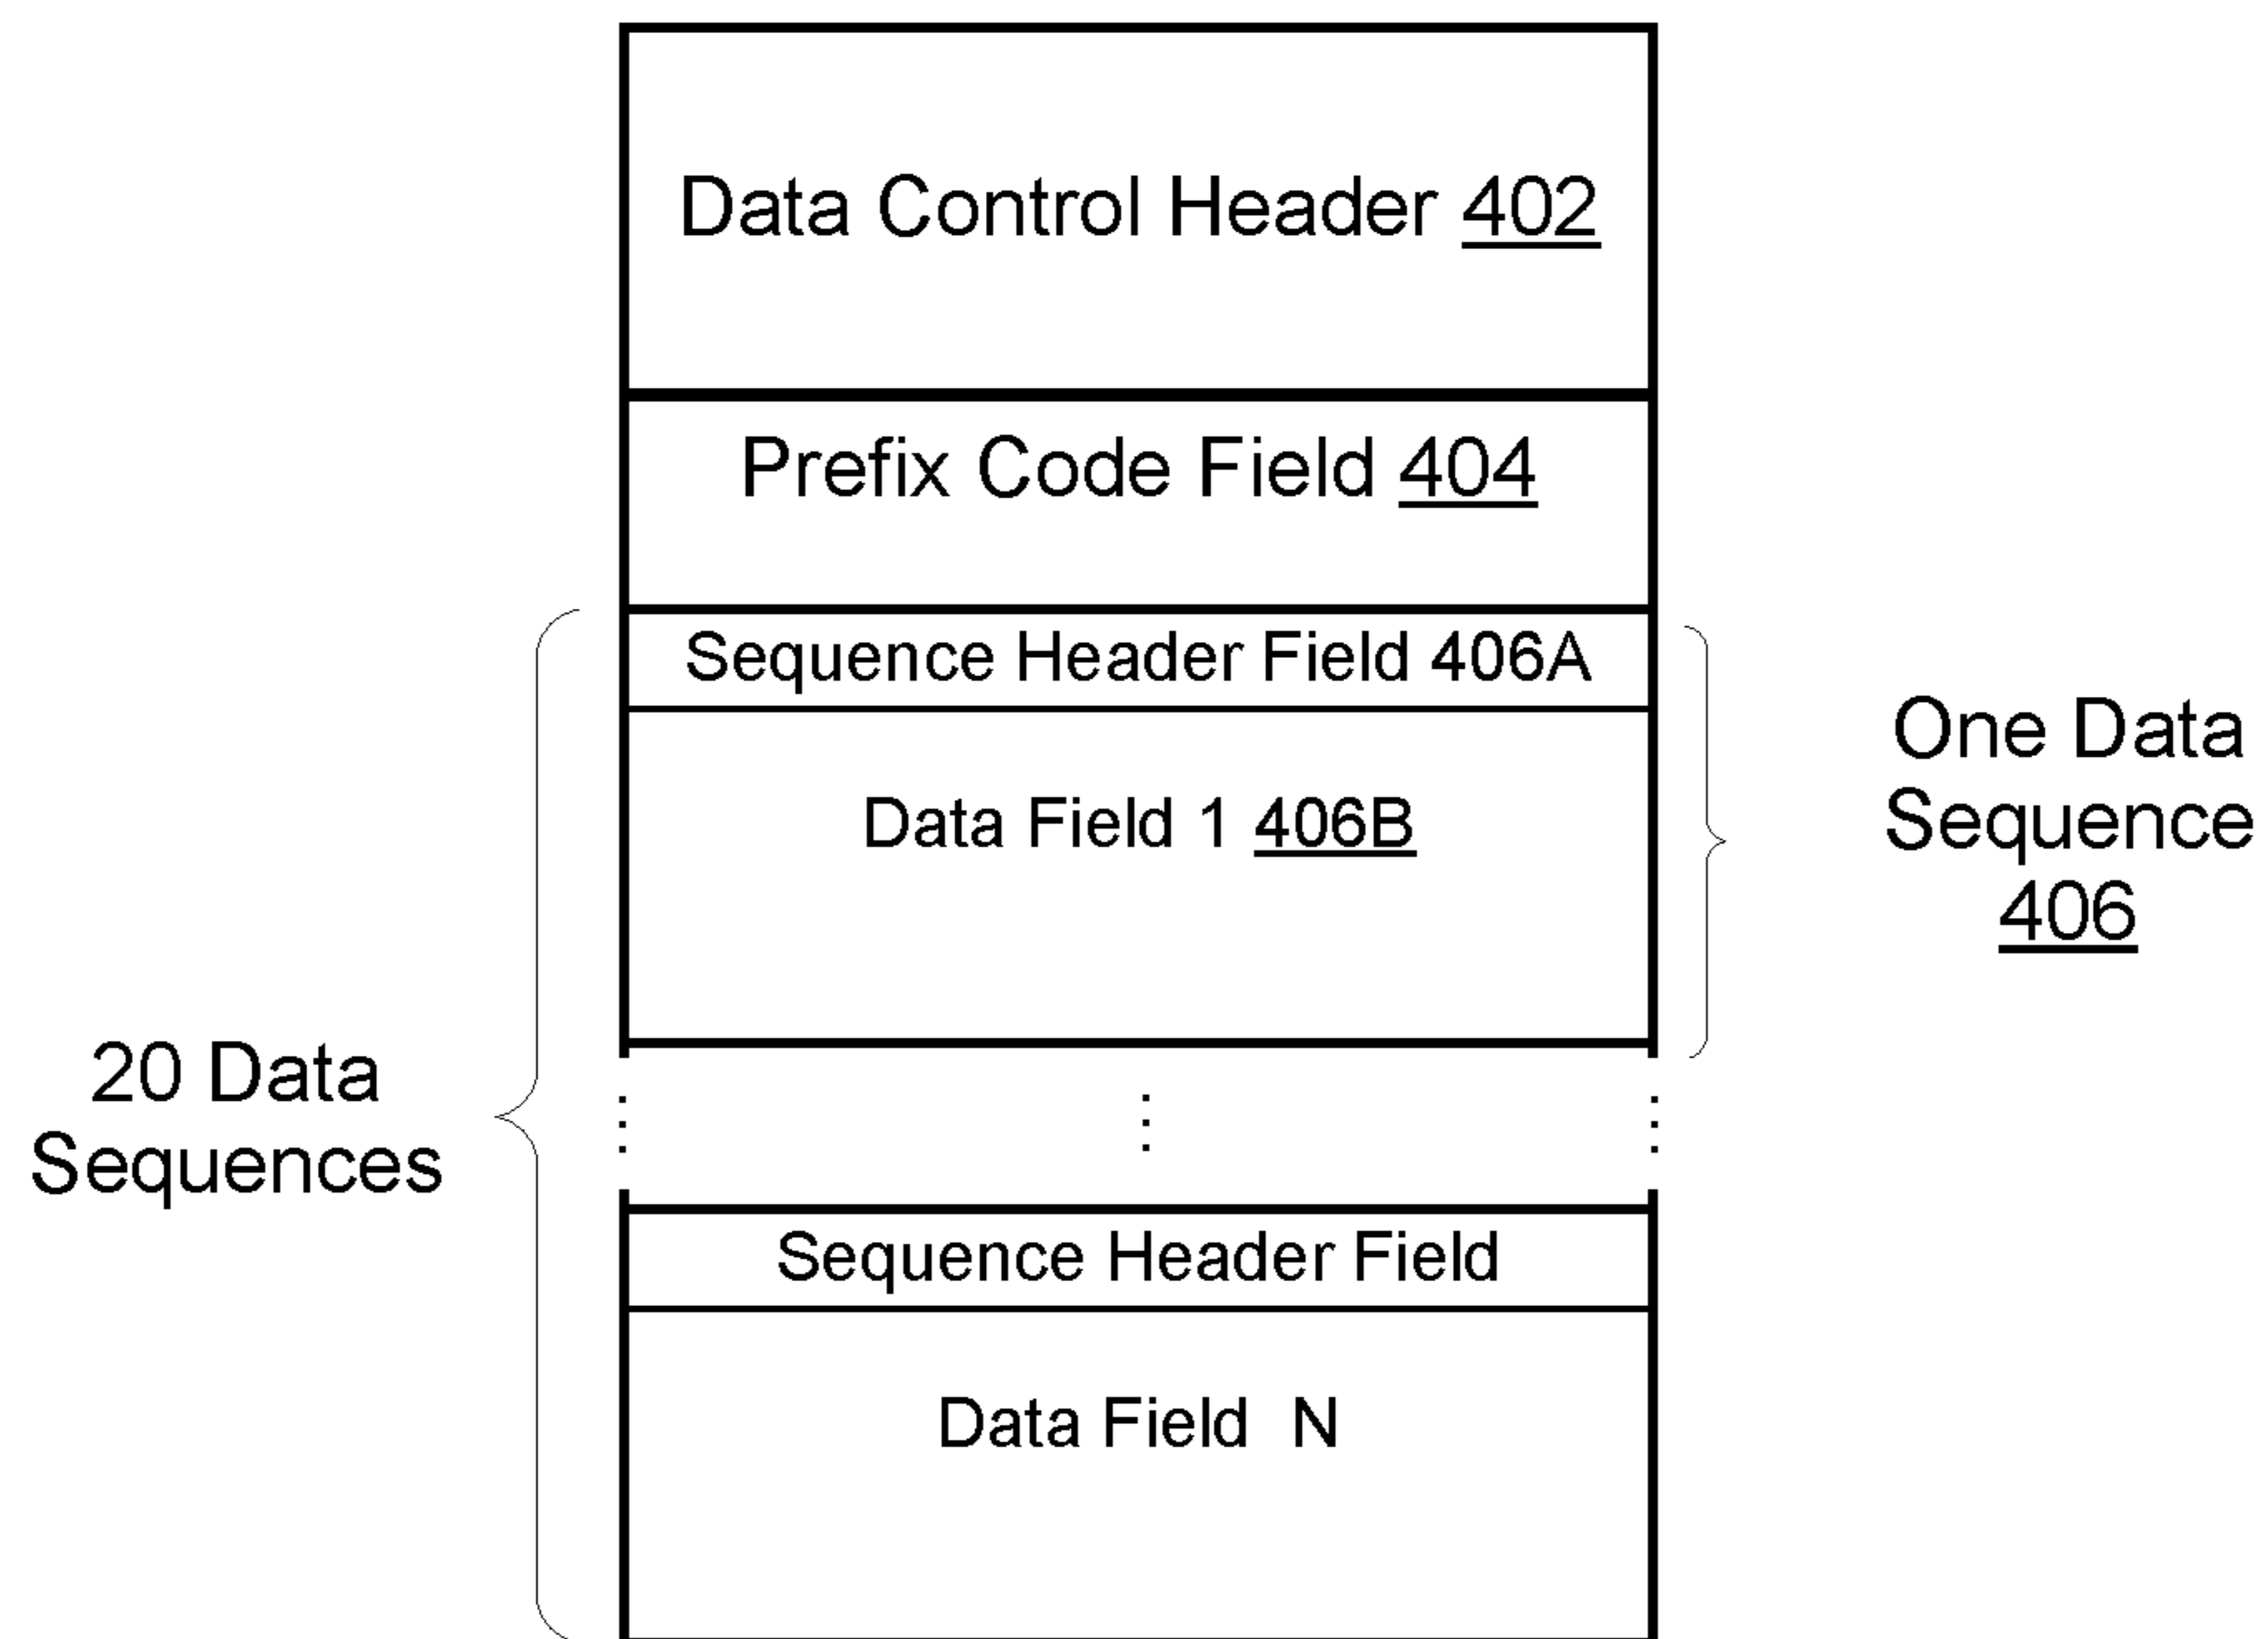 Data Control Header 402
Prefix Code Field 404
Sequence Header Field 406A
Data Field 1 406B
One Data
Sequence
406
20 Data
Sequences
Sequence Header Field
Data Field N